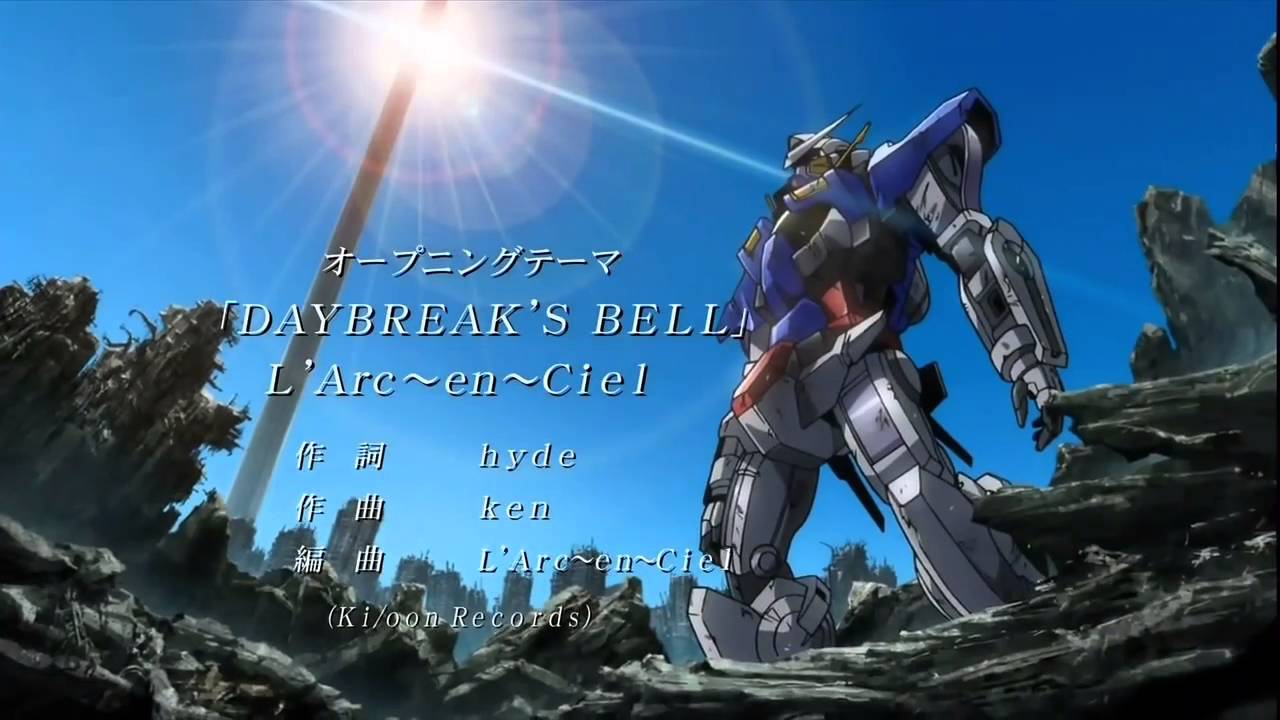 オープニングテーマ
「DAYBREAK'S BELL」
L'Arc～en～Ciel
作　詞　hyde
作　曲　ken
編　曲　L'Arc～en～Ciel
(Ki/oon Records)